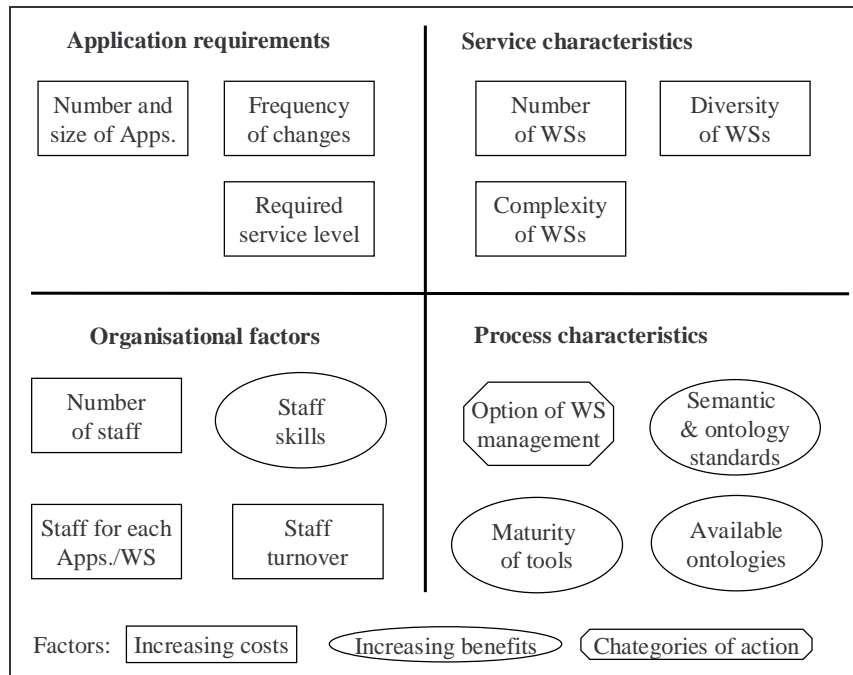 Application requirements
Number and
size of Apps.
Frequency
of changes
Required
service level
Service characteristics
Number
of WSs
Diversity
of WSs
Complexity
of WSs
Organisational factors
Number
of staff
Staff
skills
Staff for each
Apps./WS
Staff
turnover
Process characteristics
Option of WS
management
Semantic
& ontology
standards
Maturity
of tools
Available
ontologies
Factors:
Increasing costs
Increasing benefits
Chategories of action